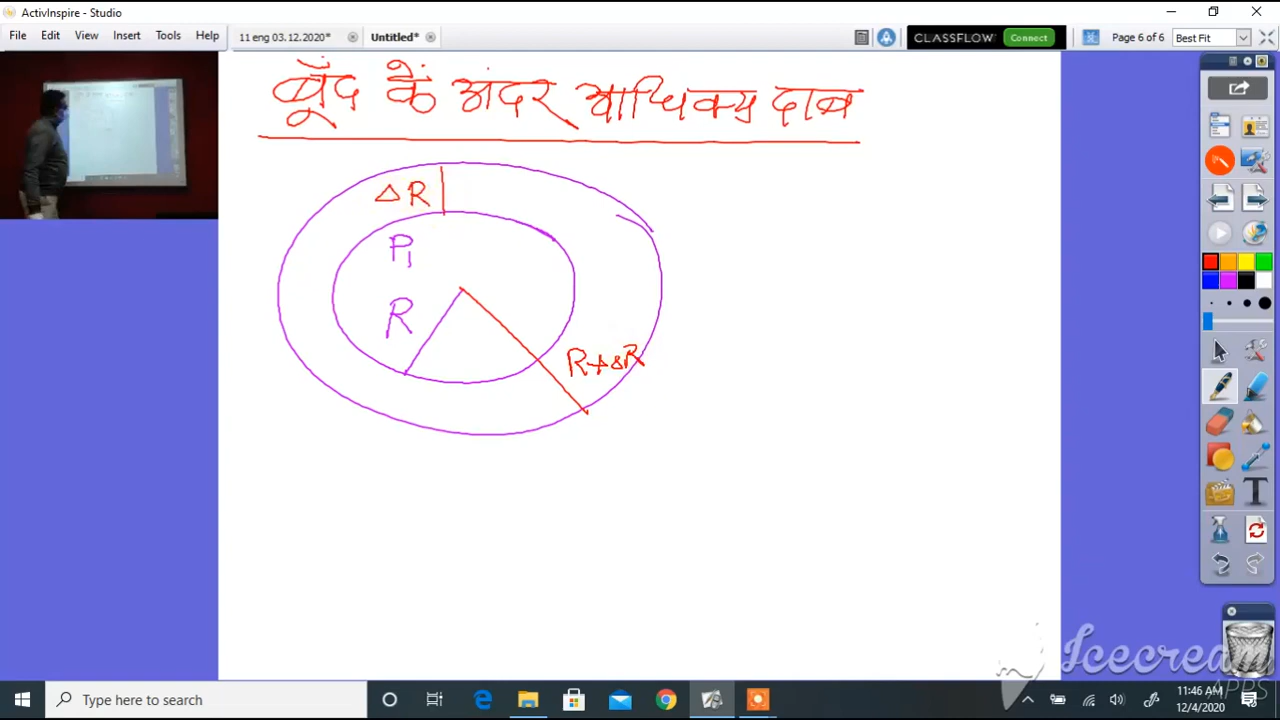 ActivInspire - Studio
File Edit View Insert Tools Help
11 eng 03.12.2020*
Untitled*
CLASSFLOW
Connect
Page 6 of 6
Best Fit
बूँद कें अंदर आधिक्य दाब
ΔR
P₁
R
R+ΔR
T
Icecream
APPS
Type here to search
11:46 AM
12/4/2020